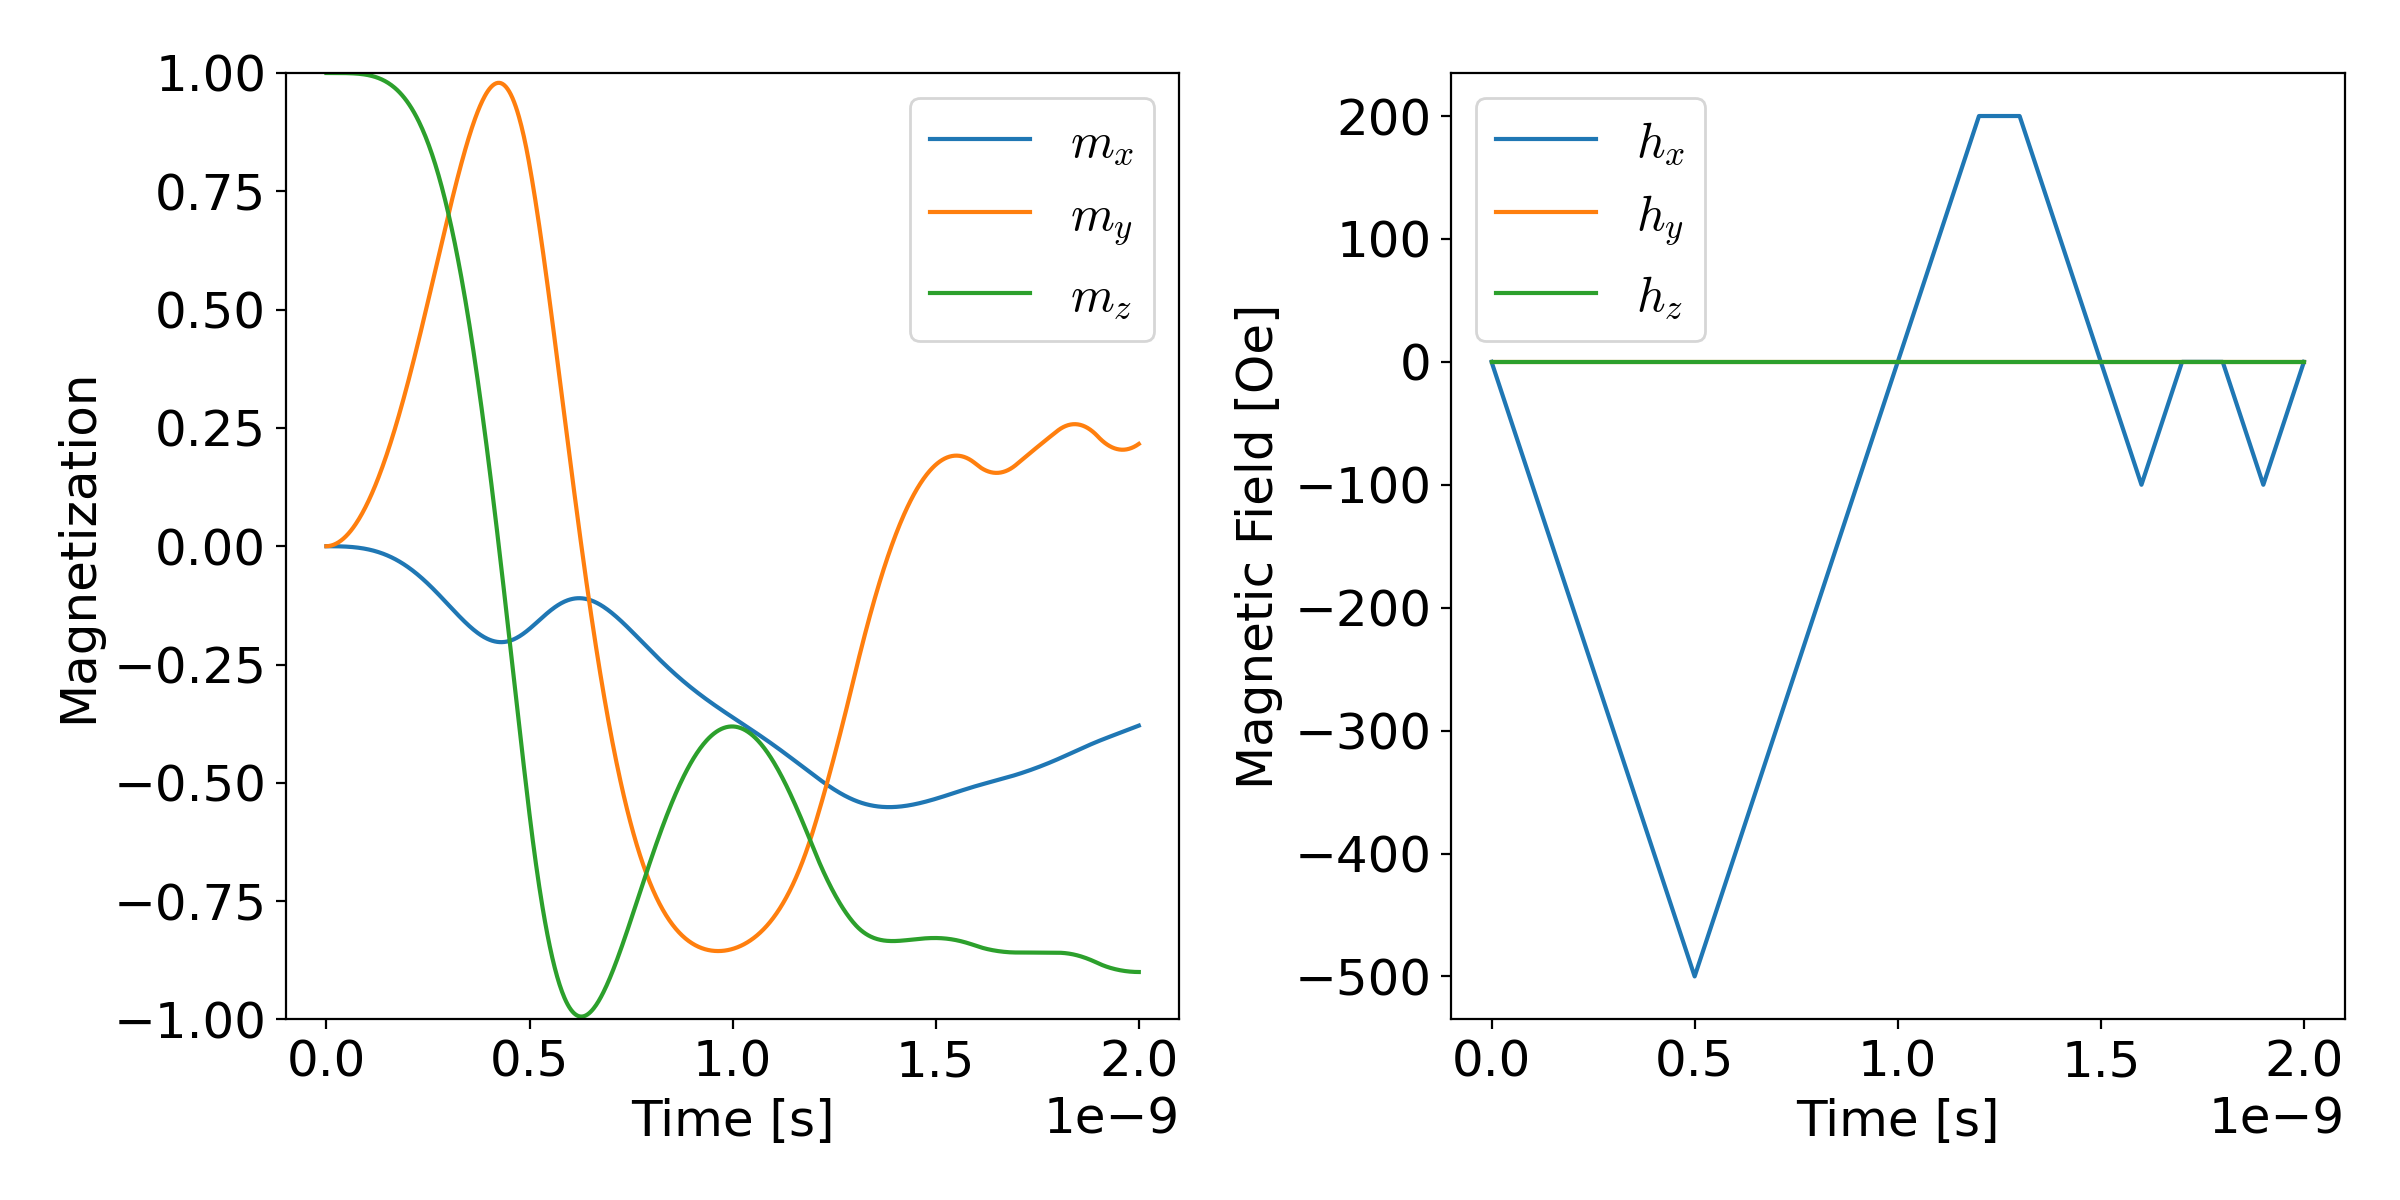 1.00
0.75
0.50
0.25
0.00
−0.25
−0.50
−0.75
−1.00
Magnetization
0.0 0.5 1.0 1.5 2.0
Time [s]
1e−9
m_x
m_y
m_z
200
100
0
−100
−200
−300
−400
−500
Magnetic Field [Oe]
0.0 0.5 1.0 1.5 2.0
Time [s]
1e−9
h_x
h_y
h_z